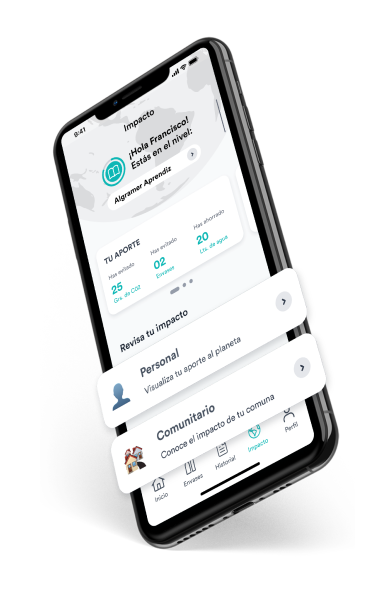 9:41
Impacto
¡Hola Francisco!
Estás en el nivel:
Algramer Aprendiz
TU APORTE
Has evitado
25
Grs. de CO2
Has evitado
02
Envases
Has ahorrado
20
Lts. de agua
Revisa tu impacto
Personal
Visualiza tu aporte al planeta
Comunitario
Conoce el impacto de tu comuna
Inicio
Envases
Historial
Impacto
Perfil